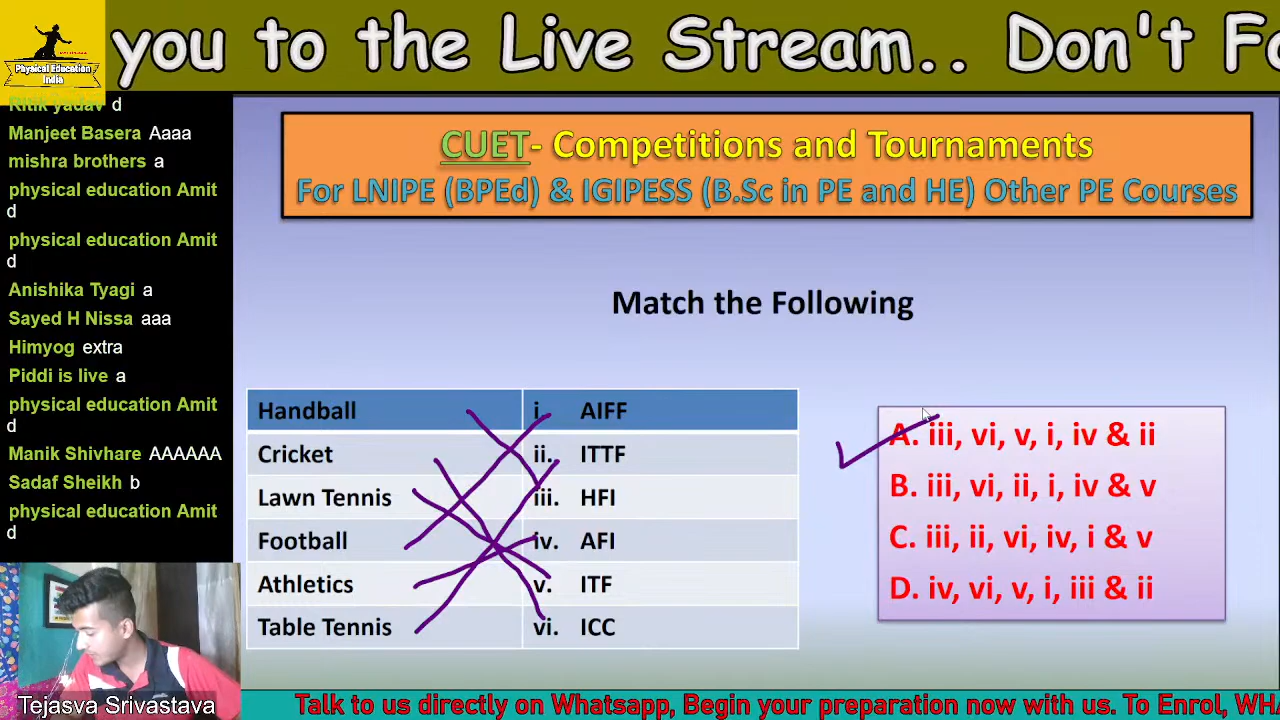 you to the Live Stream.. Don't Fo
Physical Education
India
Ritik yadav d
Manjeet Basera Aaaa
mishra brothers a
physical education Amit
d
physical education Amit
d
Anishika Tyagi a
Sayed H Nissa aaa
Himyog extra
Piddi is live a
physical education Amit
d
Manik Shivhare AAAAAA
Sadaf Sheikh b
physical education Amit
d
CUET- Competitions and Tournaments
For LNIPE (BPEd) & IGIPESS (B.Sc in PE and HE) Other PE Courses
Match the Following
Handball i. AIFF
Cricket ii. ITTF
Lawn Tennis iii. HFI
Football iv. AFI
Athletics v. ITF
Table Tennis vi. ICC
A. iii, vi, v, i, iv & ii
B. iii, vi, ii, i, iv & v
C. iii, ii, vi, iv, i & v
D. iv, vi, v, i, iii & ii
Tejasva Srivastava
Talk to us directly on Whatsapp, Begin your preparation now with us. To Enrol, WHA